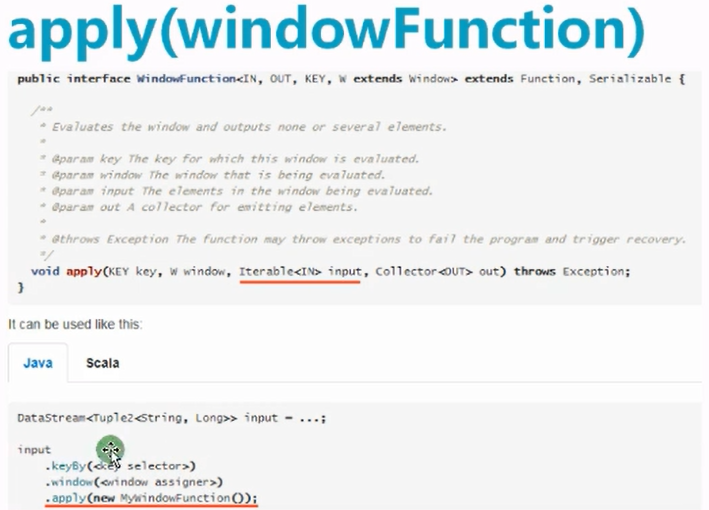 apply(windowFunction)
public interface WindowFunction<IN, OUT, KEY, W extends Window> extends Function, Serializable {
/**
* Evaluates the window and outputs none or several elements.
*
* @param key The key for which this window is evaluated.
* @param window The window that is being evaluated.
* @param input The elements in the window being evaluated.
* @param out A collector for emitting elements.
*
* @throws Exception The function may throw exceptions to fail the program and trigger recovery.
*/
void apply(KEY key, W window, Iterable<IN> input, Collector<OUT> out) throws Exception;
}
It can be used like this:
Java Scala
DataStream<Tuple2<String, Long>> input = ...;
input
.keyBy(<key selector>)
.window(<window assigner>)
.apply(new MyWindowFunction());